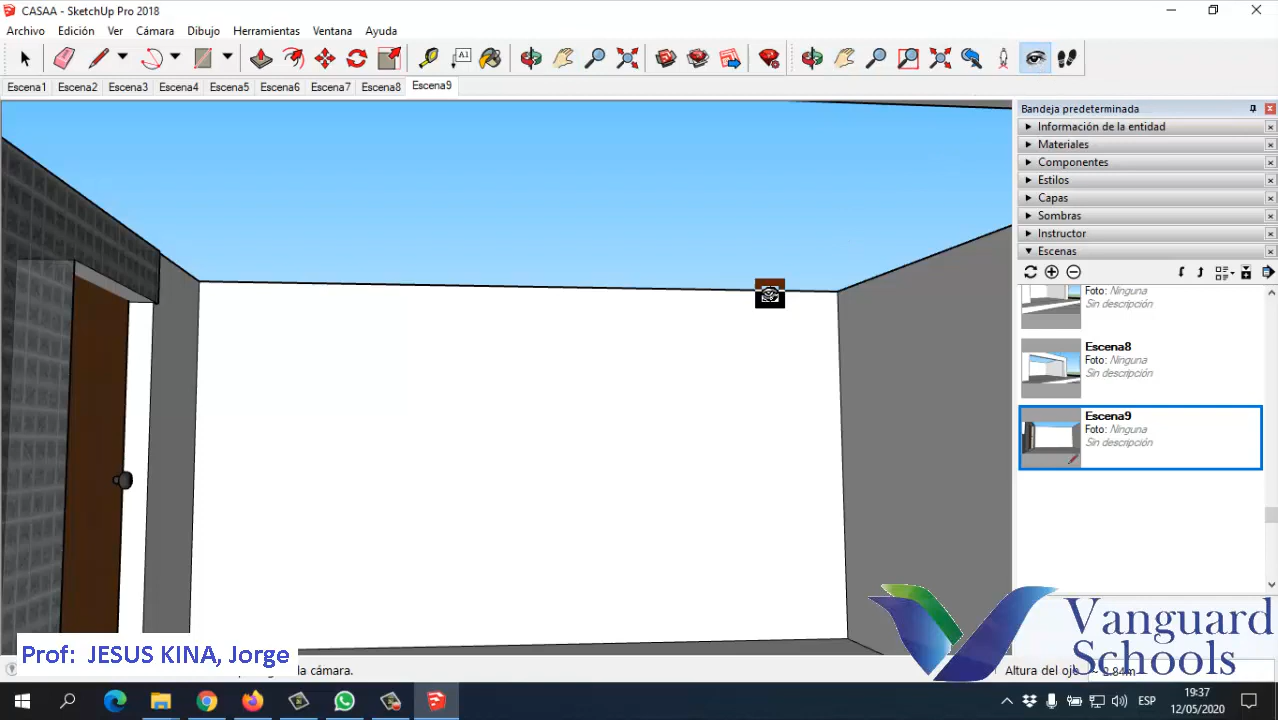 CASAA - SketchUp Pro 2018
Archivo Edición Ver Cámara Dibujo Herramientas Ventana Ayuda
A1
Escena1 Escena2 Escena3 Escena4 Escena5 Escena6 Escena7 Escena8 Escena9
Bandeja predeterminada
Información de la entidad
Materiales
Componentes
Estilos
Capas
Sombras
Instructor
Escenas
Foto: Ninguna
Sin descripción
Escena8
Foto: Ninguna
Sin descripción
Escena9
Foto: Ninguna
Sin descripción
Vanguard
Schools
Prof: JESUS KINA, Jorge
la cámara.
Altura del ojo
ESP
19:37
12/05/2020